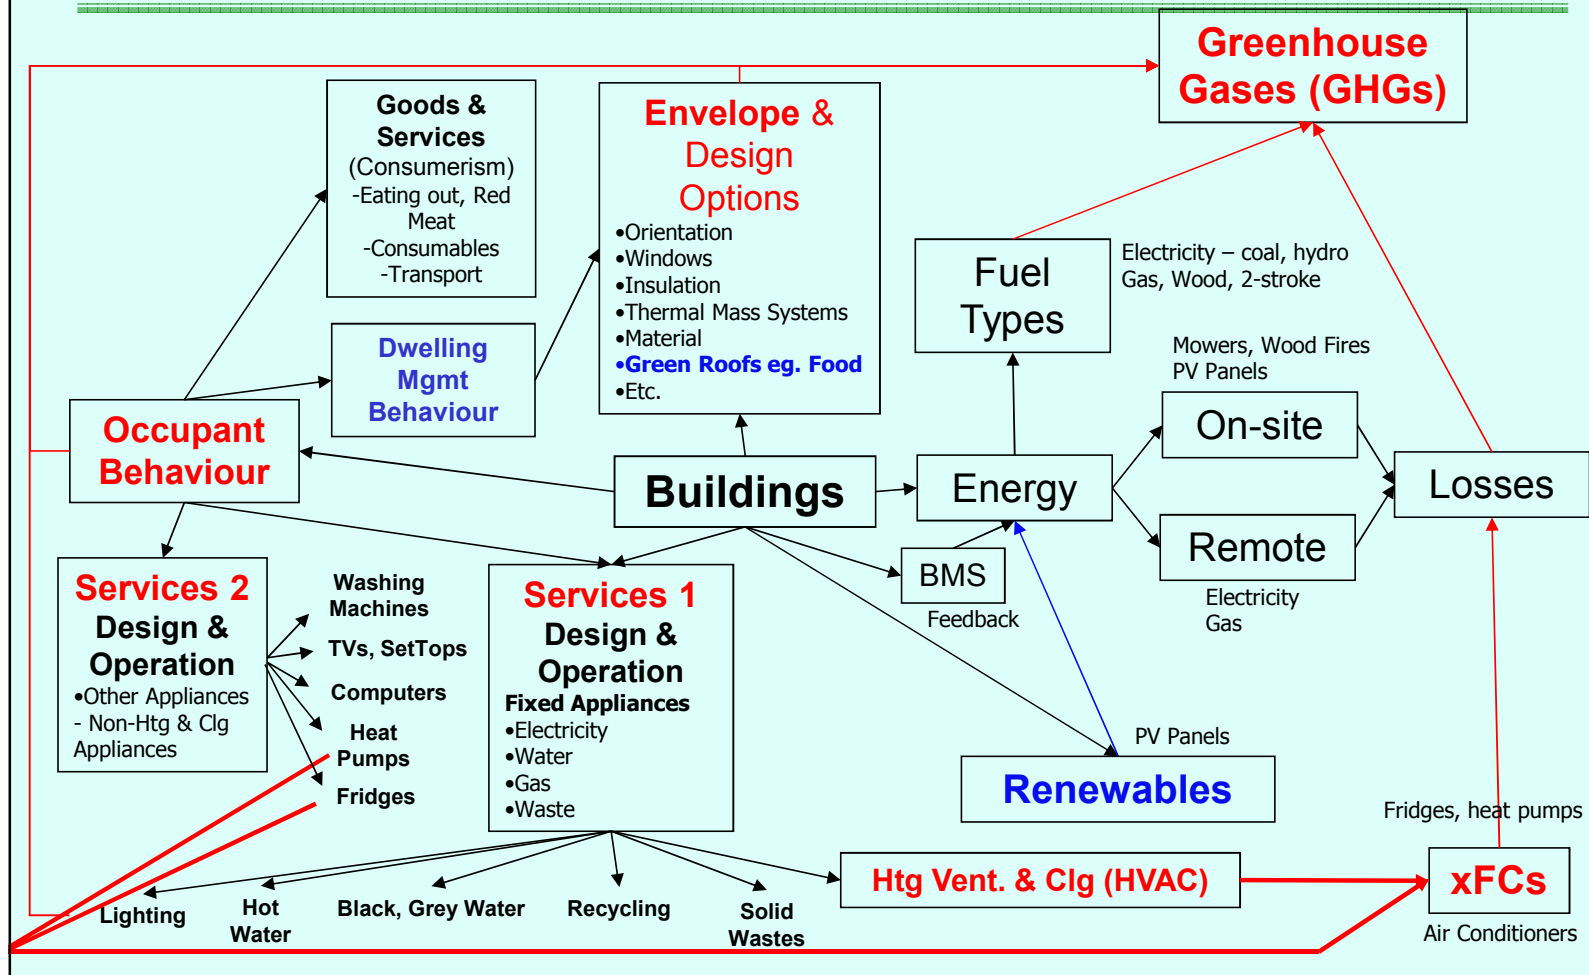 Greenhouse
Gases (GHGs)
Goods &
Services
(Consumerism)
-Eating out, Red
Meat
-Consumables
-Transport
Envelope &
Design
Options
•Orientation
•Windows
•Insulation
•Thermal Mass Systems
•Material
•Green Roofs eg. Food
•Etc.
Fuel
Types
Electricity – coal, hydro
Gas, Wood, 2-stroke
Dwelling
Mgmt
Behaviour
Mowers, Wood Fires
PV Panels
Occupant
Behaviour
Buildings
Energy
On-site
Losses
Remote
Electricity
Gas
BMS
Feedback
Services 2
Design &
Operation
•Other Appliances
- Non-Htg & Clg
Appliances
Washing
Machines
TVs, SetTops
Computers
Heat
Pumps
Fridges
Services 1
Design &
Operation
Fixed Appliances
•Electricity
•Water
•Gas
•Waste
PV Panels
Renewables
Fridges, heat pumps
Htg Vent. & Clg (HVAC)
xFCs
Air Conditioners
Lighting
Hot
Water
Black, Grey Water
Recycling
Solid
Wastes